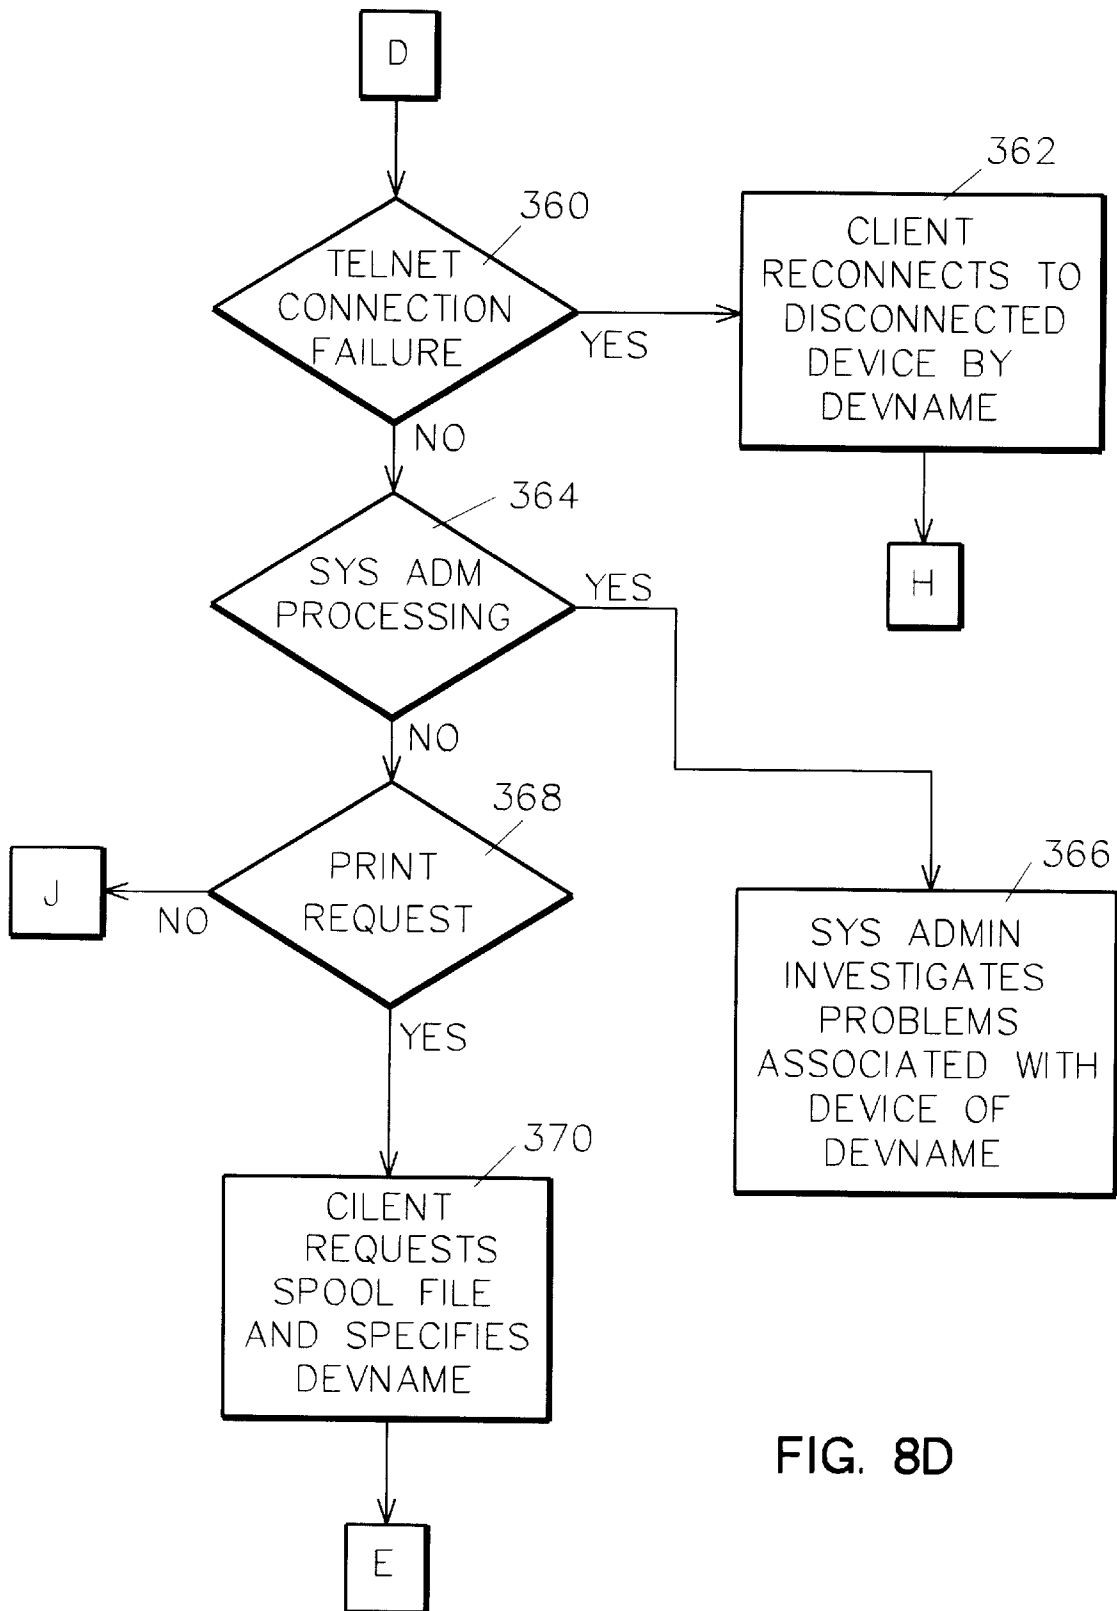 D
360
TELNET
CONNECTION
FAILURE
YES
NO
362
CLIENT
RECONNECTS TO
DISCONNECTED
DEVICE BY
DEVNAME
H
364
SYS ADM
PROCESSING
YES
NO
366
SYS ADMIN
INVESTIGATES
PROBLEMS
ASSOCIATED WITH
DEVICE OF
DEVNAME
368
PRINT
REQUEST
NO
J
YES
370
CILENT
REQUESTS
SPOOL FILE
AND SPECIFIES
DEVNAME
E
FIG. 8D